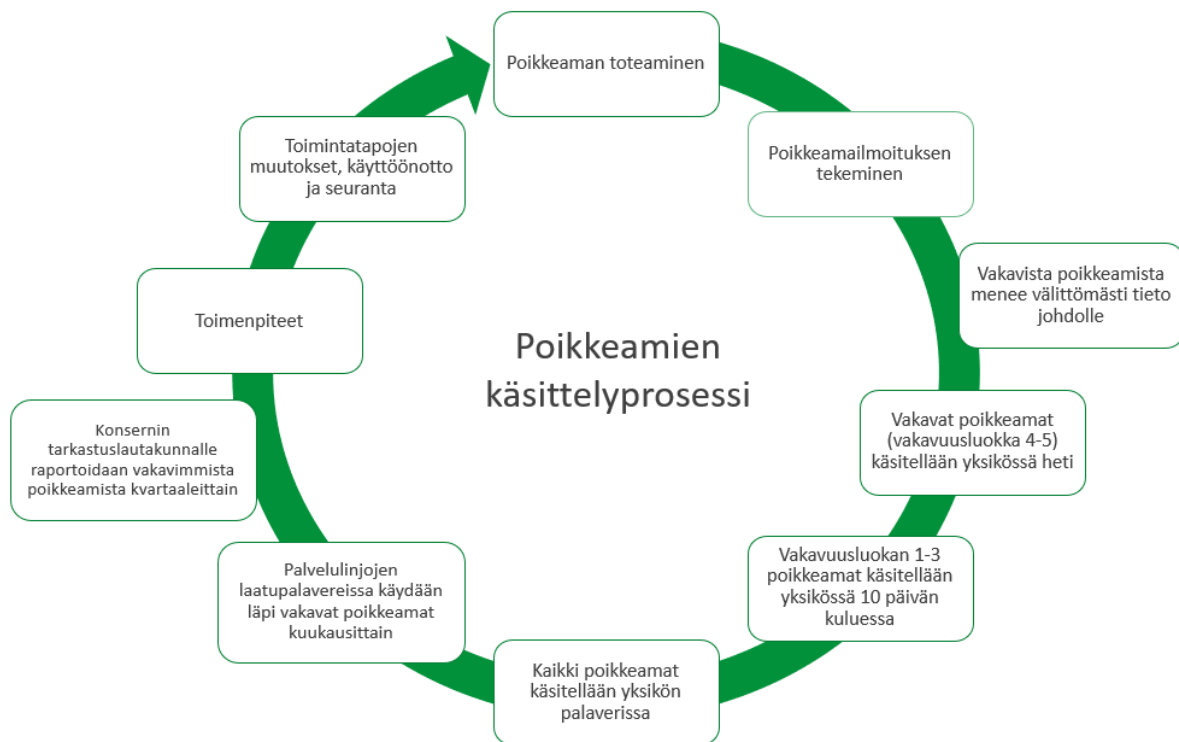 Poikkeaman toteaminen
Poikkeamailmoituksen
tekeminen
Vakavista poikkeamista
menee välittömästi tieto
johdolle
Vakavat poikkeamat
(vakavuusluokka 4-5)
käsitellään yksikössä heti
Vakavuusluokan 1-3
poikkeamat käsitellään
yksikössä 10 päivän
kuluessa
Kaikki poikkeamat
käsitellään yksikön
palaverissa
Palvelulinjojen
laatupalavereissa käydään
läpi vakavat poikkeamat
kuukausittain
Konsernin
tarkastuslautakunnalle
raportoidaan vakavimmista
poikkeamista kvartaaleittain
Toimenpiteet
Toimintatapojen
muutokset, käyttöönotto
ja seuranta
Poikkeamien
käsittelyprosessi